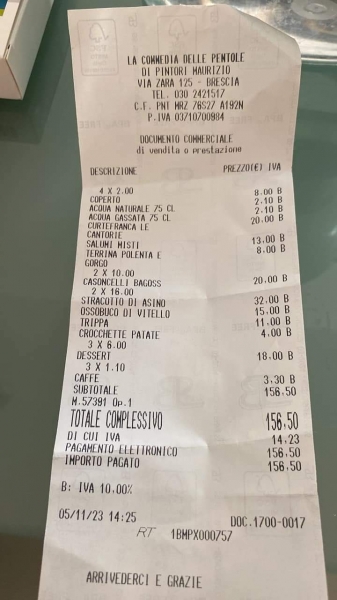 LA COMMEDIA DELLE PENTOLE
DI PINTORI MAURIZIO
VIA ZARA 125 - BRESCIA
TEL. 030 2421517
C.F. PNT MRZ 76S27 A192N
P.IVA 03710700984
DOCUMENTO COMMERCIALE
di vendita o prestazione
DESCRIZIONE PREZZO(€) IVA
4 X 2.00
COPERTO 8.00 B
ACQUA NATURALE 75 CL 2.10 B
ACQUA GASSATA 75 CL 2.10 B
CURTEFRANCA LE 20.00 B
CANTORIE
SALUMI MISTI 13.00 B
TERRINA POLENTA E 8.00 B
GORGO
2 X 10.00
CASONCELLI BAGOSS 20.00 B
2 X 16.00
STRACOTTO DI ASINO 32.00 B
OSSOBUCO DI VITELLO 15.00 B
TRIPPA 11.00 B
CROCCHETTE PATATE 4.00 B
3 X 6.00
DESSERT 18.00 B
3 X 1.10
CAFFE 3.30 B
SUBTOTALE 156.50
M.57391 Op.1
TOTALE COMPLESSIVO 156.50
DI CUI IVA 14.23
PAGAMENTO ELETTRONICO 156.50
IMPORTO PAGATO 156.50
B: IVA 10.00%
05/11/23 14:25 DOC.1700-0017
RT 1BMPX000757
ARRIVEDERCI E GRAZIE